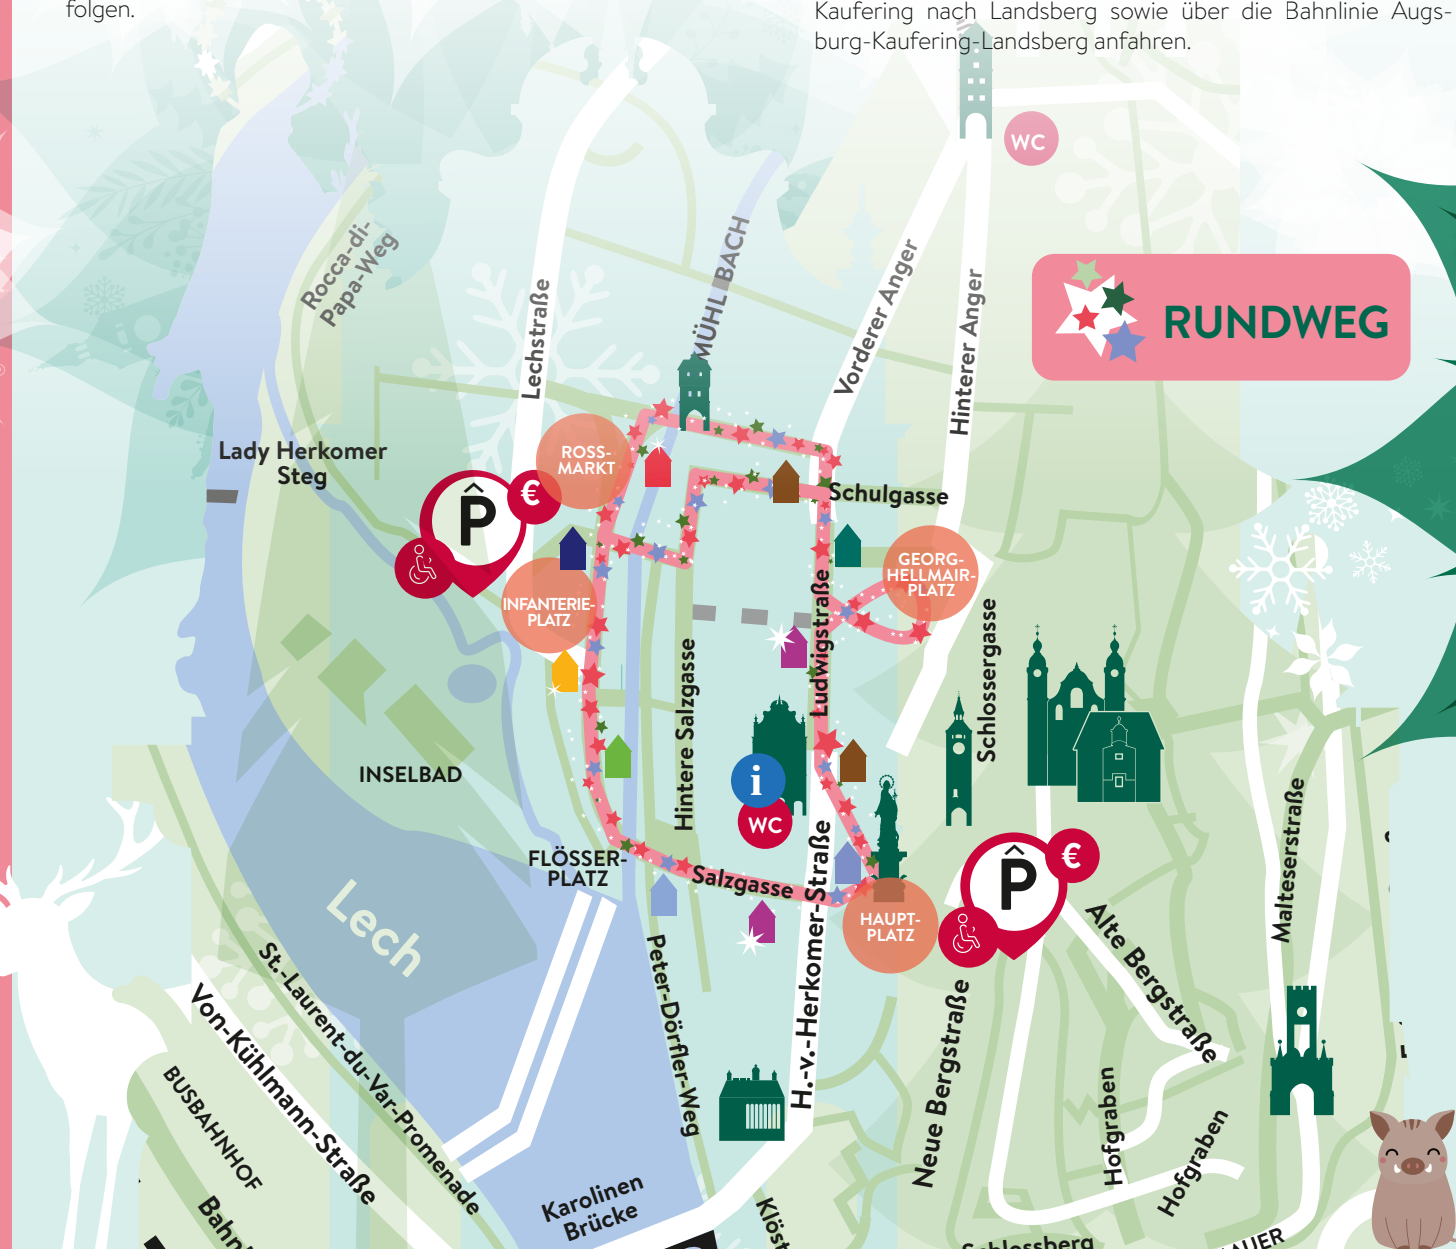 folgen.
Kaufering nach Landsberg sowie über die Bahnlinie Augs-
burg-Kaufering-Landsberg anfahren.
WC
Rocca-di-
Papa-Weg
MÜHLBACH
Lechstraße
Vorderer Anger
Hinterer Anger
RUNDWEG
Lady Herkomer
Steg
P
€
ROSS-
MARKT
Schulgasse
GEORG-
HELLMAIR-
PLATZ
INFANTERIE-
PLATZ
Ludwigstraße
Hintere Salzgasse
Schlossergasse
INSELBAD
i
WC
FLÖSSER-
PLATZ
Salzgasse
H.-v.-Herkomer-Straße
HAUPT-
PLATZ
P
€
Malteserstraße
Alte Bergstraße
Lech
St.-Laurent-du-Var-Promenade
Von-Kühlmann-Straße
BUSBAHNHOF
Peter-Dörfler-Weg
Neue Bergstraße
Hofgraben
Hofgraben
Karolinen
Brücke
Schlossberg